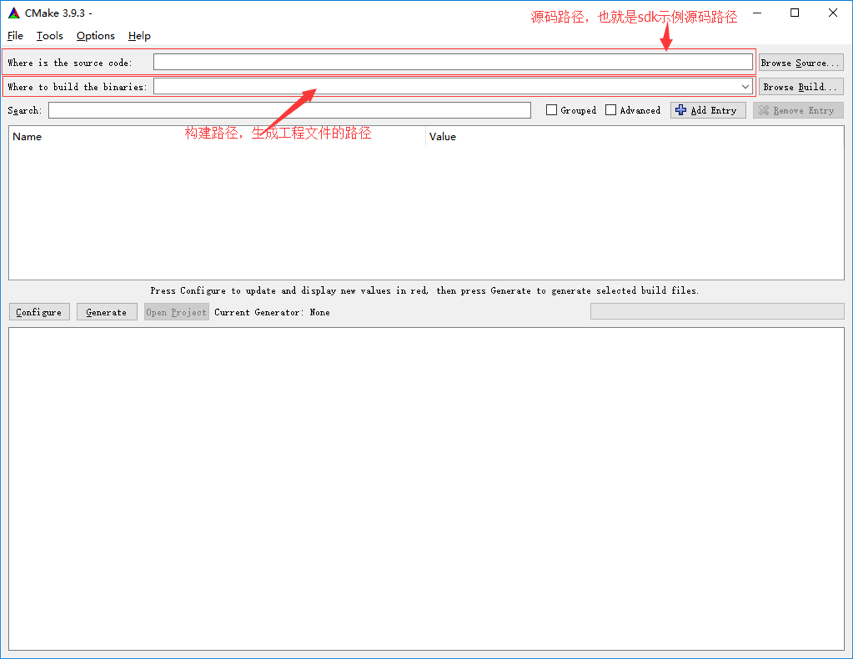 CMake 3.9.3 -
源码路径，也就是sdk示例源码路径
File Tools Options Help
Where is the source code: Browse Source...
Where to build the binaries: Browse Build...
Search: Grouped Advanced Add Entry Remove Entry
构建路径，生成工程文件的路径
Name Value
Press Configure to update and display new values in red, then press Generate to generate selected build files.
Configure Generate Open Project Current Generator: None